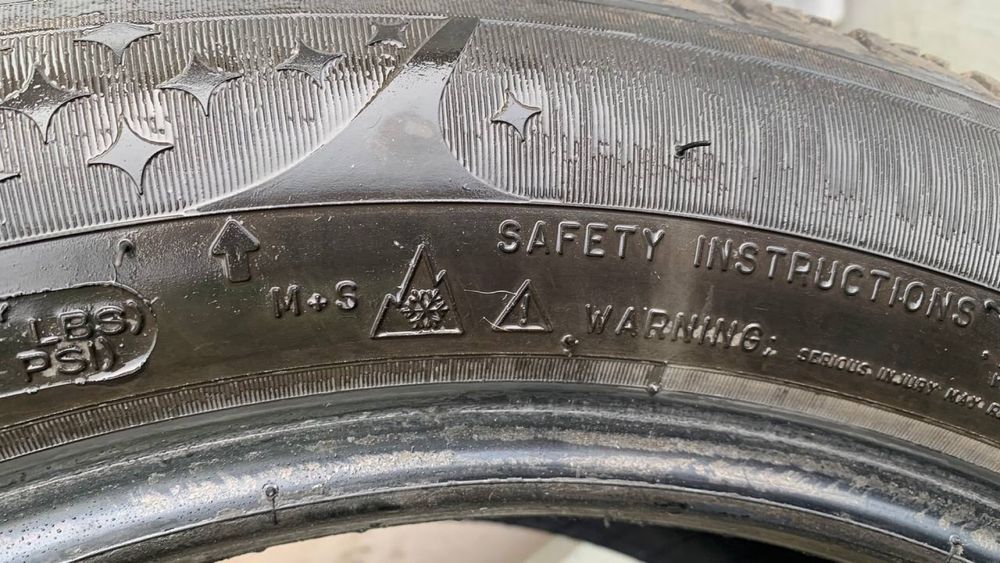 LBS)
PSI)
M+S
SAFETY INSTRUCTIONS
WARNING:
SERIOUS INJURY MAY